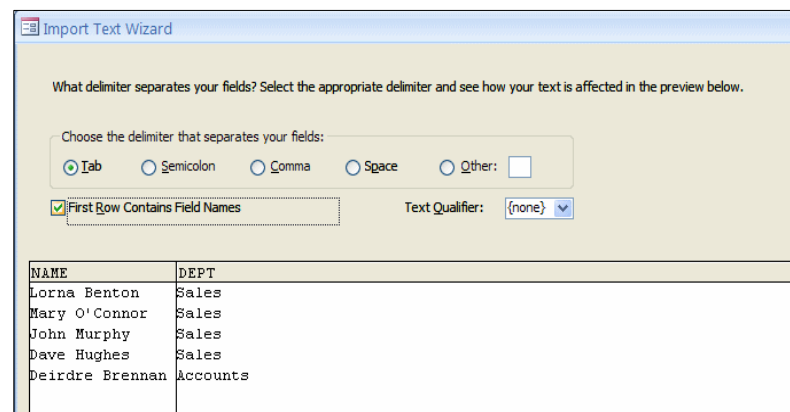 Import Text Wizard
What delimiter separates your fields? Select the appropriate delimiter and see how your text is affected in the preview below.
Choose the delimiter that separates your fields:
Tab Semicolon Comma Space Other:
First Row Contains Field Names Text Qualifier: {none}
NAME DEPT
Lorna Benton Sales
Mary O'Connor Sales
John Murphy Sales
Dave Hughes Sales
Deirdre Brennan Accounts